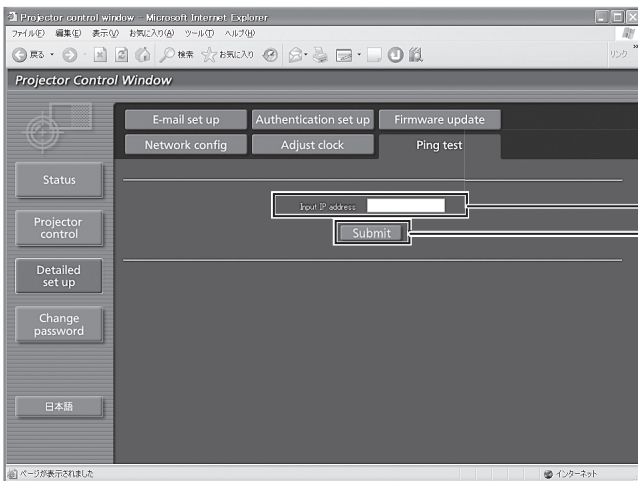 Projector control window - Microsoft Internet Explorer
ファイル(F) 編集(E) 表示(V) お気に入り(A) ツール(T) ヘルプ(H)
戻る 検索 お気に入り リンク »
Projector Control Window
E-mail set up Authentication set up Firmware update
Network config Adjust clock Ping test
Status
Input IP address
Projector
control
Submit
Detailed
set up
Change
password
日本語
ページが表示されました インターネット